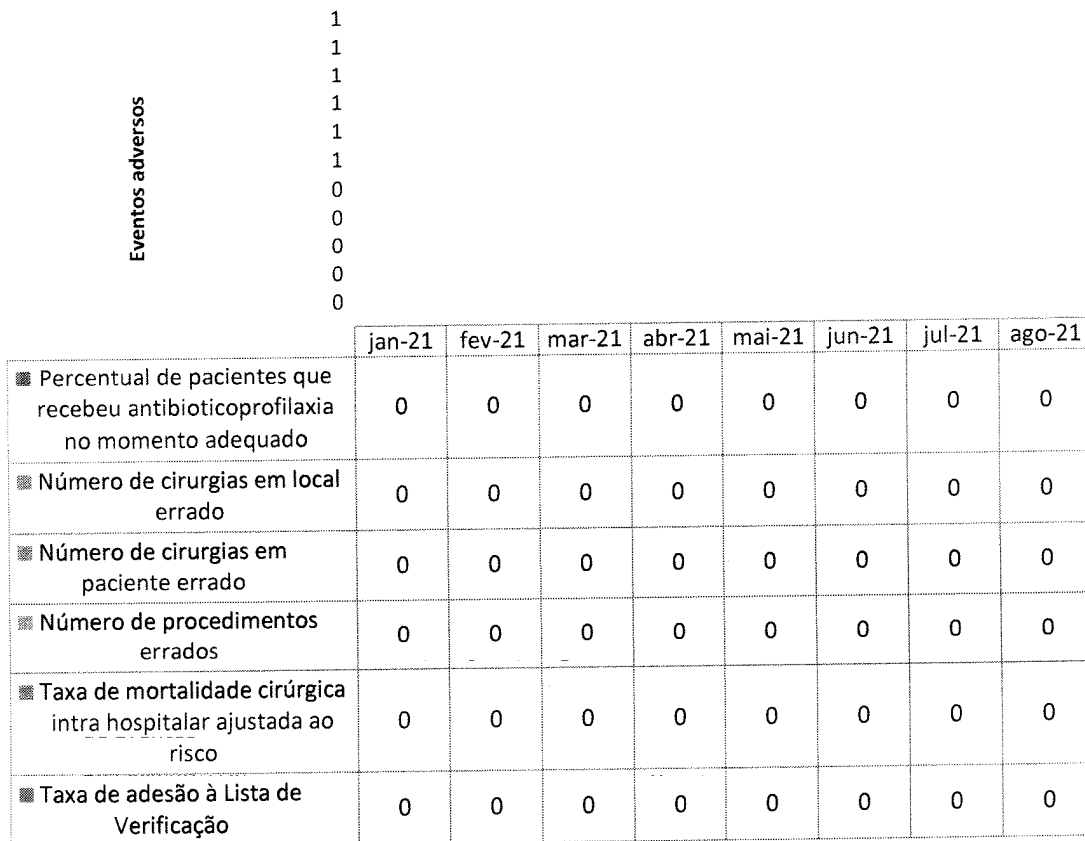 1
1
1
1
1
1
0
0
0
0
0
Eventos adversos
jan-21 fev-21 mar-21 abr-21 mai-21 jun-21 jul-21 ago-21
Percentual de pacientes que
recebeu antibioticoprofilaxia
no momento adequado
0 0 0 0 0 0 0 0
Número de cirurgias em local
errado
0 0 0 0 0 0 0 0
Número de cirurgias em
paciente errado
0 0 0 0 0 0 0 0
Número de procedimentos
errados
0 0 0 0 0 0 0 0
Taxa de mortalidade cirúrgica
intra hospitalar ajustada ao
risco
0 0 0 0 0 0 0 0
Taxa de adesão à Lista de
Verificação
0 0 0 0 0 0 0 0